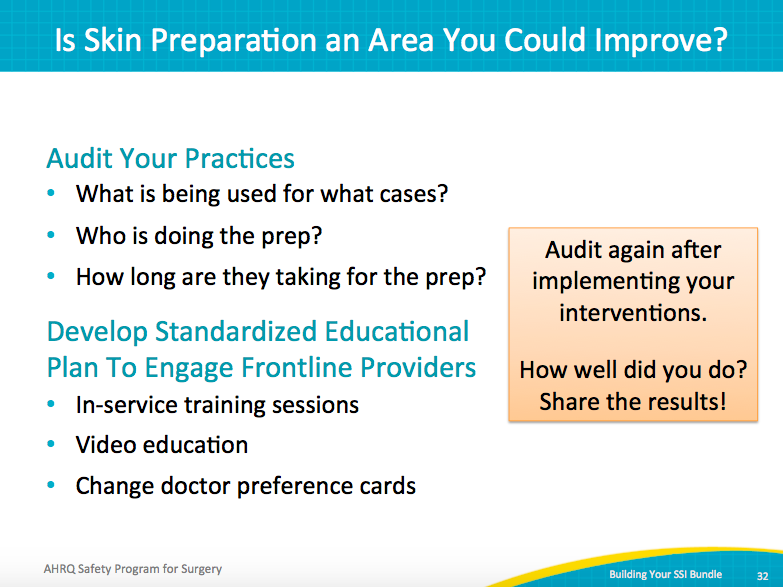 Is Skin Preparation an Area You Could Improve?
Audit Your Practices
• What is being used for what cases?
• Who is doing the prep?
• How long are they taking for the prep?
Develop Standardized Educational
Plan To Engage Frontline Providers
• In-service training sessions
• Video education
• Change doctor preference cards
Audit again after
implementing your
interventions.
How well did you do?
Share the results!
AHRQ Safety Program for Surgery
Building Your SSI Bundle
32